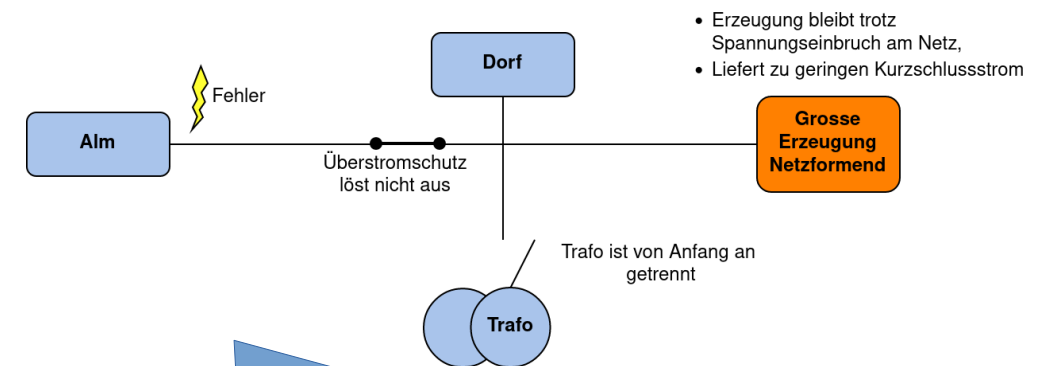 • Erzeugung bleibt trotz
Spannungseinbruch am Netz,
• Liefert zu geringen Kurzschlussstrom
Dorf
Fehler
Alm
Grosse
Erzeugung
Netzformend
Überstromschutz
löst nicht aus
Trafo ist von Anfang an
getrennt
Trafo